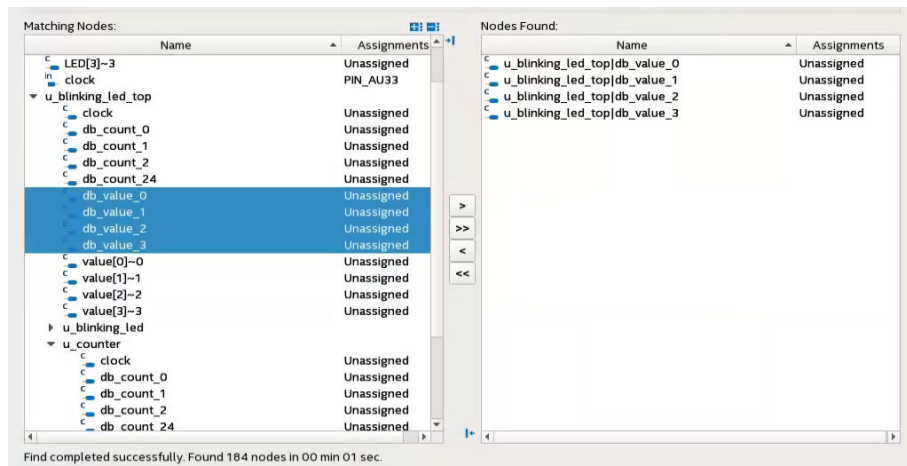 Matching Nodes:
Name Assignments
C LED[3]~3 Unassigned
in clock PIN_AU33
u_blinking_led_top
C clock Unassigned
C db_count_0 Unassigned
C db_count_1 Unassigned
C db_count_2 Unassigned
C db_count_24 Unassigned
db_value_0 Unassigned
db_value_1 Unassigned
db_value_2 Unassigned
db_value_3 Unassigned
C value[0]~0 Unassigned
C value[1]~1 Unassigned
C value[2]~2 Unassigned
C value[3]~3 Unassigned
u_blinking_led
u_counter
C clock Unassigned
C db_count_0 Unassigned
C db_count_1 Unassigned
C db_count_2 Unassigned
C db_count_24 Unassigned
>
>>
<
<<
Nodes Found:
Name Assignments
C u_blinking_led_top|db_value_0 Unassigned
C u_blinking_led_top|db_value_1 Unassigned
C u_blinking_led_top|db_value_2 Unassigned
C u_blinking_led_top|db_value_3 Unassigned
Find completed successfully. Found 184 nodes in 00 min 01 sec.